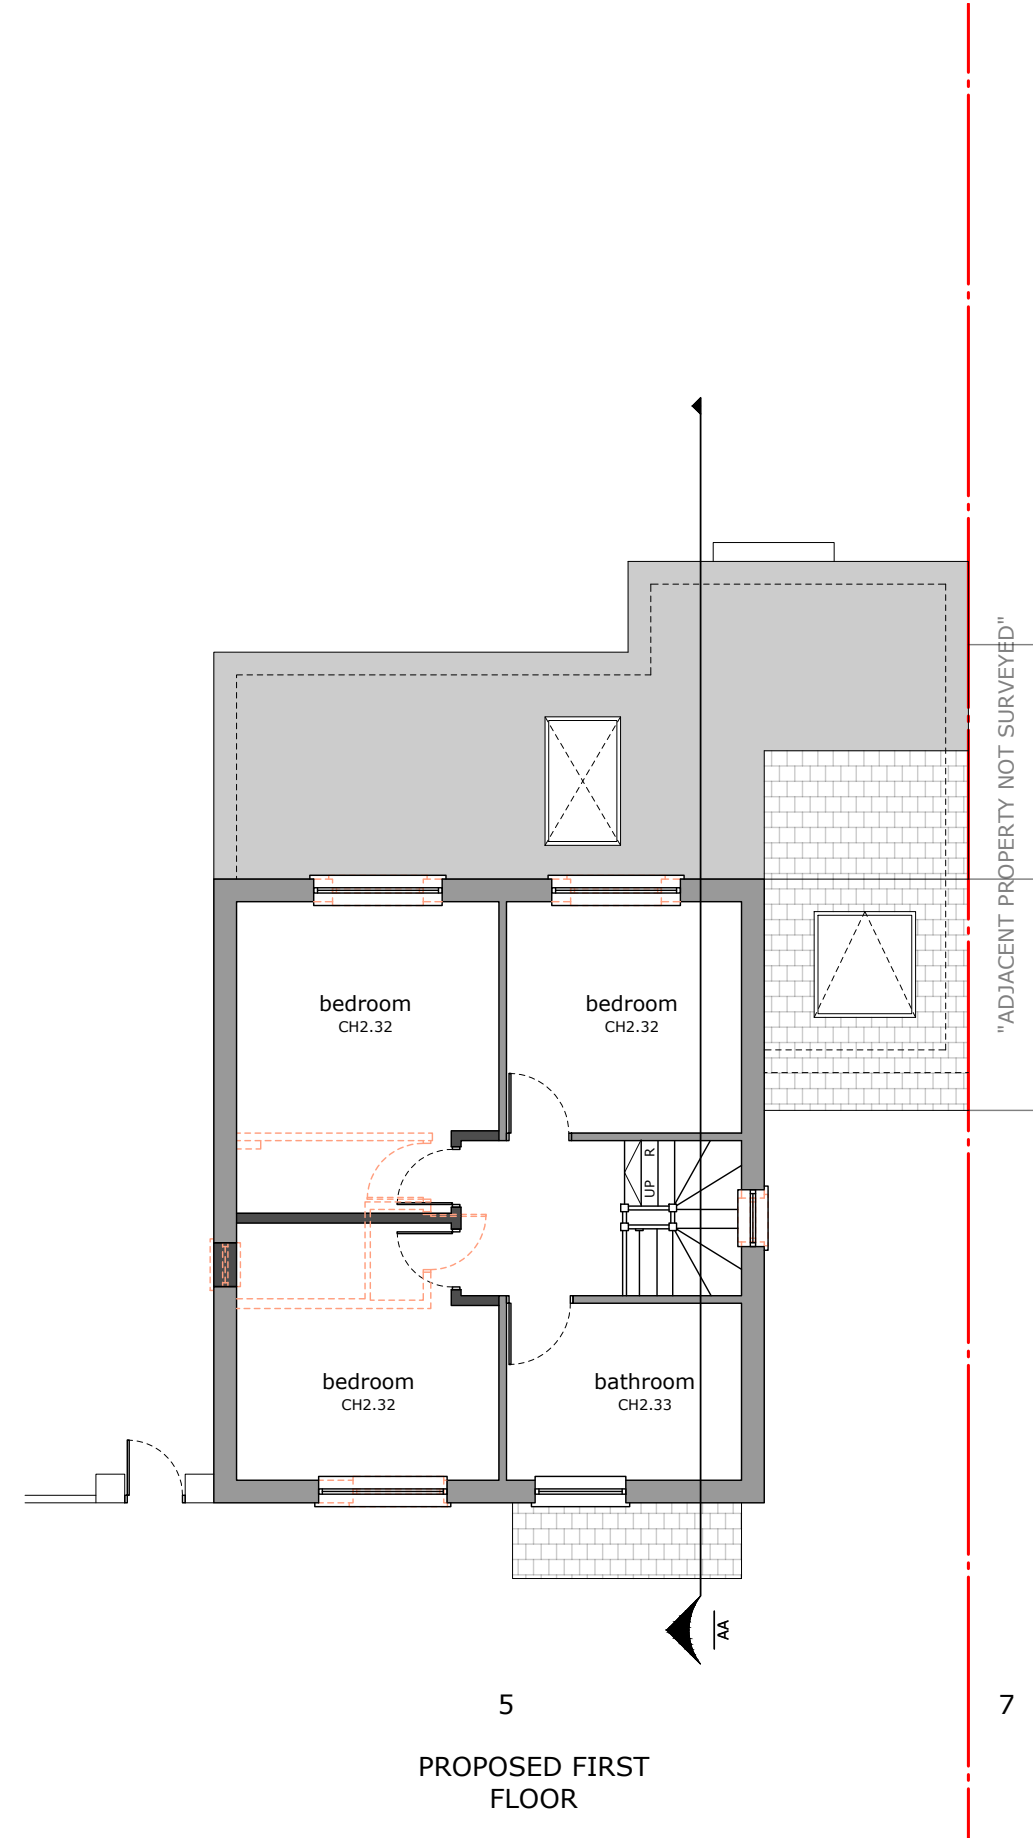 "ADJACENT PROPERTY NOT SURVEYED"
bedroom
CH2.32
bedroom
CH2.32
UP
R
bedroom
CH2.32
bathroom
CH2.33
AA
5
7
PROPOSED FIRST
FLOOR